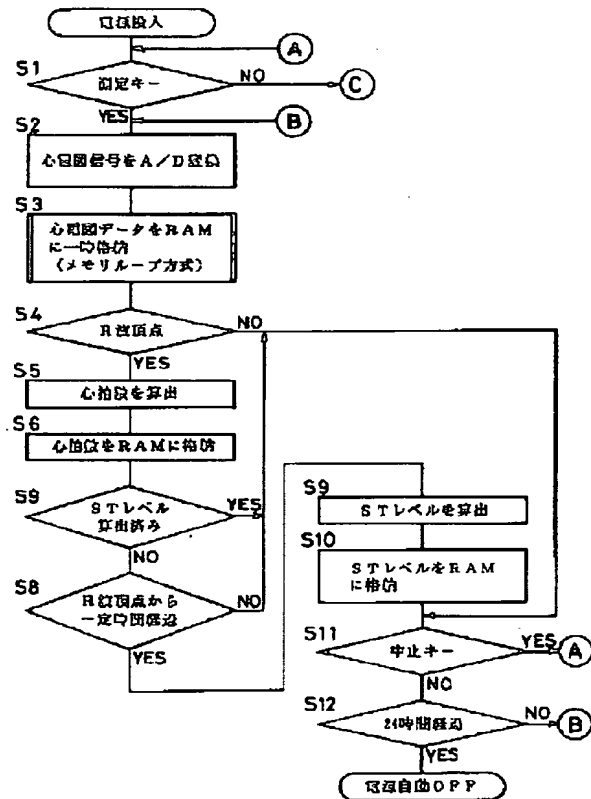 電源投入
A
S1
測定キー
NO
C
YES
B
S2
心電図信号をA/D変換
S3
心電図データをRAM
に一時格納
(メモリループ方式)
S4
R波頂点
NO
YES
S5
心拍数を算出
S6
心拍数をRAMに格納
S9
STレベル
算出済み
YES
NO
S8
R波頂点から
一定時間経過
NO
YES
S9
STレベルを算出
S10
STレベルをRAM
に格納
S11
中止キー
YES
A
NO
S12
24時間経過
NO
B
YES
電源自動OFF